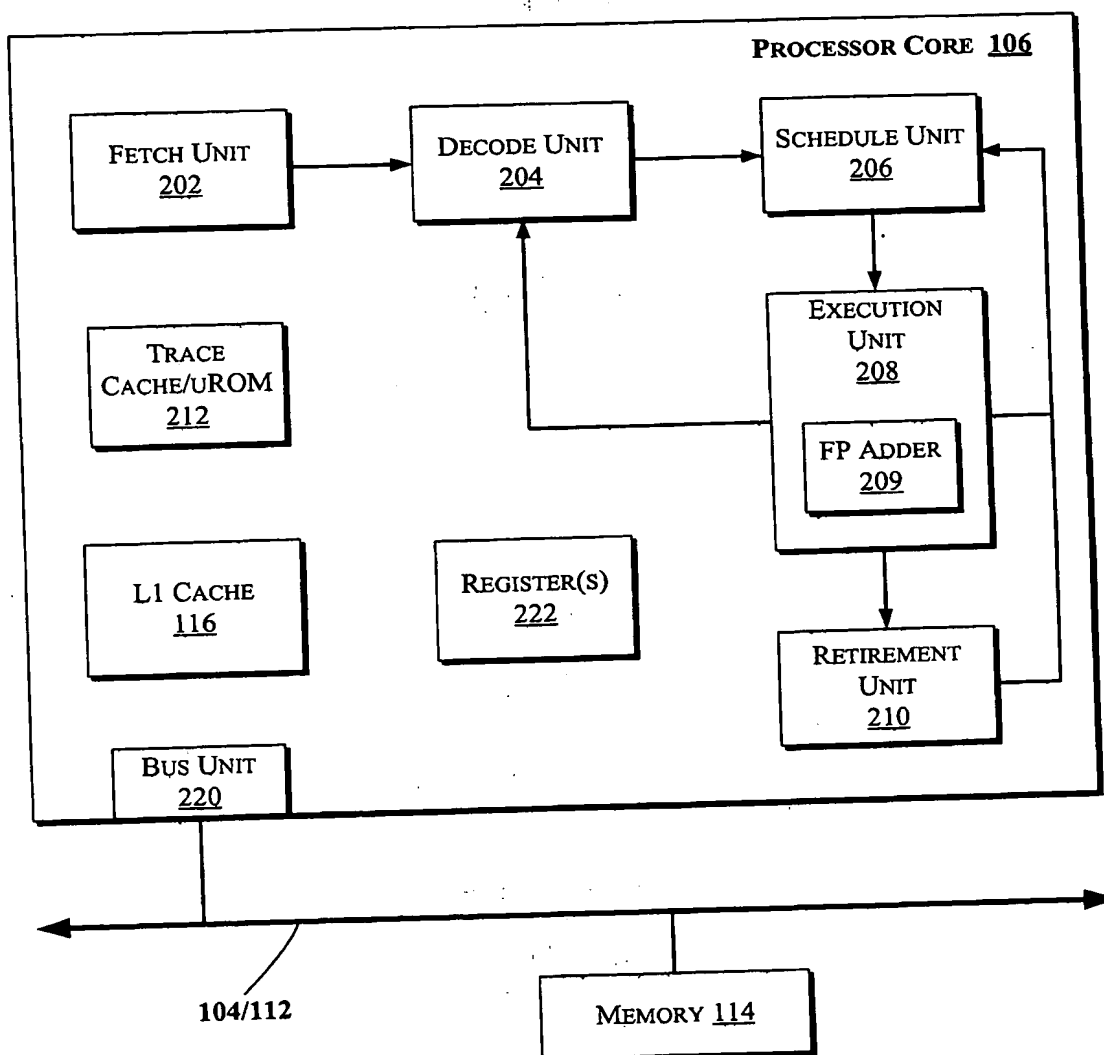 PROCESSOR CORE 106
FETCH UNIT
202
DECODE UNIT
204
SCHEDULE UNIT
206
EXECUTION
UNIT
208
FP ADDER
209
TRACE
CACHE/UROM
212
L1 CACHE
116
REGISTER(S)
222
RETIREMENT
UNIT
210
BUS UNIT
220
104/112
MEMORY 114